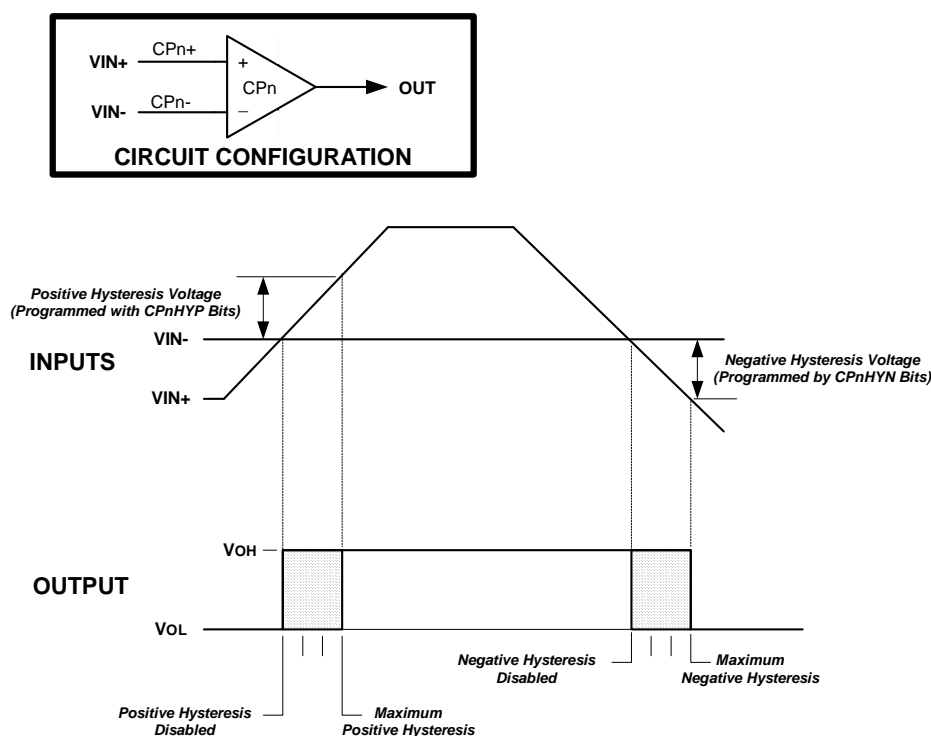 VIN+
CPn+
+
CPn
OUT
VIN-
CPn-
_
CIRCUIT CONFIGURATION
Positive Hysteresis Voltage
(Programmed with CPnHYP Bits)
VIN-
INPUTS
Negative Hysteresis Voltage
(Programmed by CPnHYN Bits)
VIN+
VOH
OUTPUT
VOL
Negative Hysteresis
Disabled
Maximum
Negative Hysteresis
Positive Hysteresis
Disabled
Maximum
Positive Hysteresis